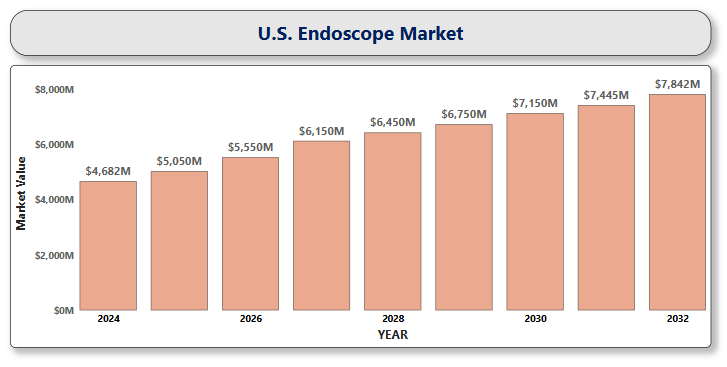 U.S. Endoscope Market
$8,000M
$6,000M
$4,000M
$2,000M
$0M
Market Value
$4,682M
$5,050M
$5,550M
$6,150M
$6,450M
$6,750M
$7,150M
$7,445M
$7,842M
2024
2026
2028
2030
2032
YEAR